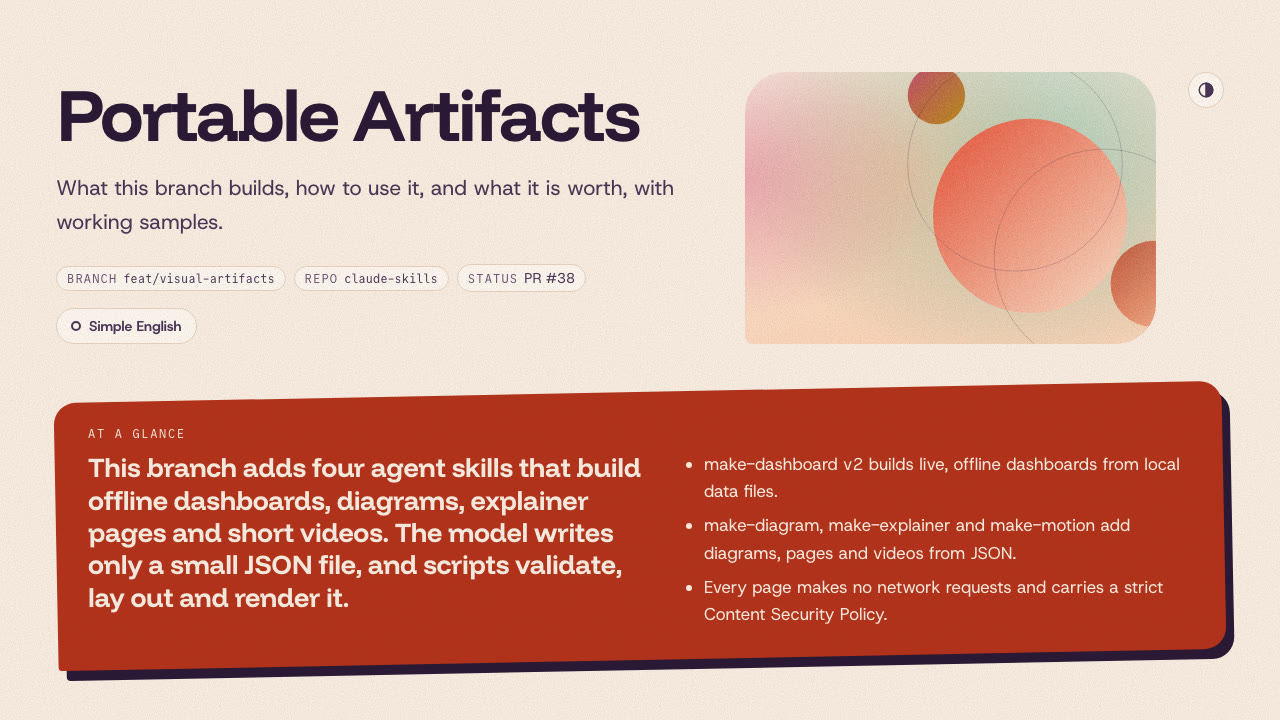 Portable Artifacts
What this branch builds, how to use it, and what it is worth, with
working samples.
BRANCH feat/visual-artifacts
REPO claude-skills
STATUS PR #38
Simple English
AT A GLANCE
This branch adds four agent skills that build
offline dashboards, diagrams, explainer
pages and short videos. The model writes
only a small JSON file, and scripts validate,
lay out and render it.
make-dashboard v2 builds live, offline dashboards from local
data files.
make-diagram, make-explainer and make-motion add
diagrams, pages and videos from JSON.
Every page makes no network requests and carries a strict
Content Security Policy.